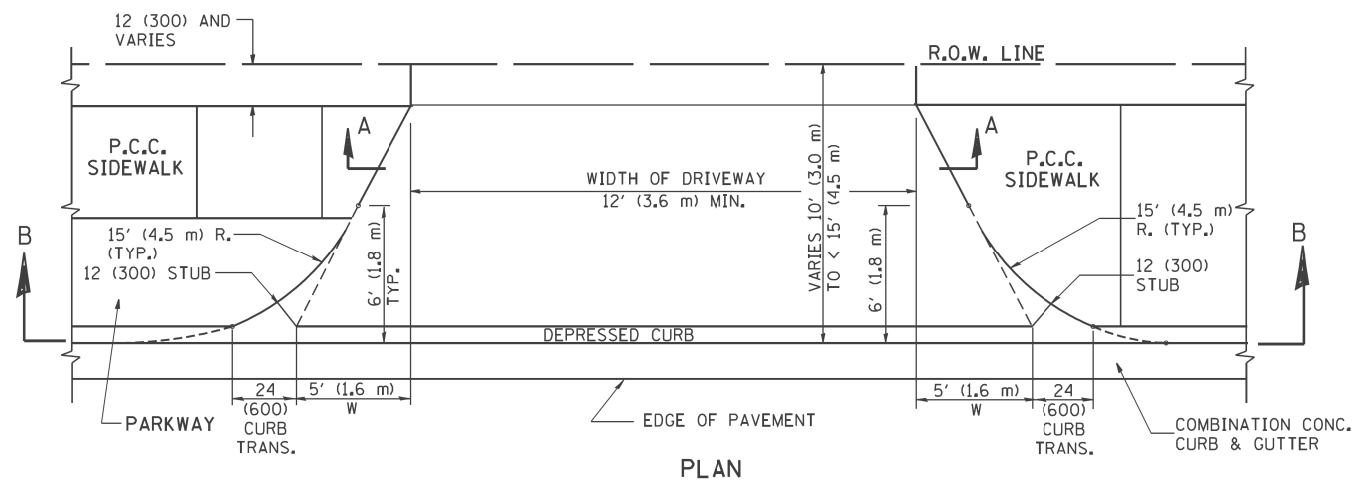 12 (300) AND
VARIES
R.O.W. LINE
A
A
P.C.C.
SIDEWALK
P.C.C.
SIDEWALK
WIDTH OF DRIVEWAY
12' (3.6 m) MIN.
VARIES 10' (3.0 m)
TO < 15' (4.5 m)
B
B
15' (4.5 m) R.
(TYP.)
12 (300) STUB
6' (1.8 m)
TYP.
6' (1.8 m)
15' (4.5 m)
R. (TYP.)
12 (300)
STUB
DEPRESSED CURB
24
(600)
CURB
TRANS.
5' (1.6 m)
W
5' (1.6 m)
W
24
(600)
CURB
TRANS.
PARKWAY
EDGE OF PAVEMENT
COMBINATION CONC.
CURB & GUTTER
PLAN